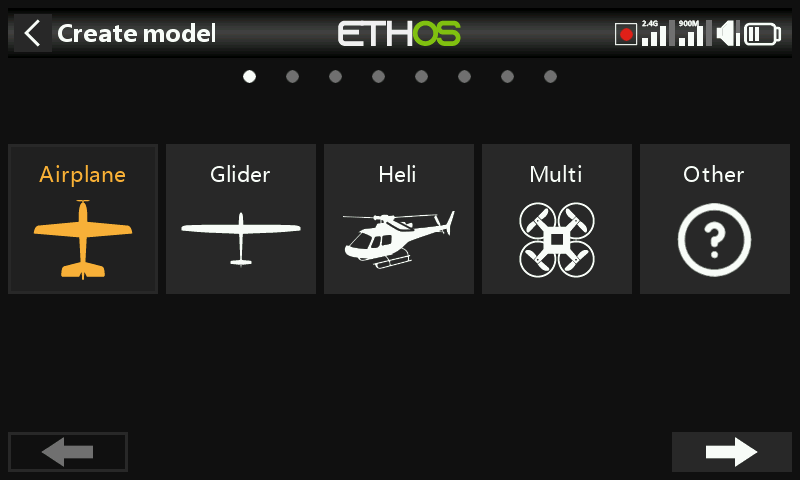 Create model
ETHOS
2.4G
900M
Airplane
Glider
Heli
Multi
Other
?